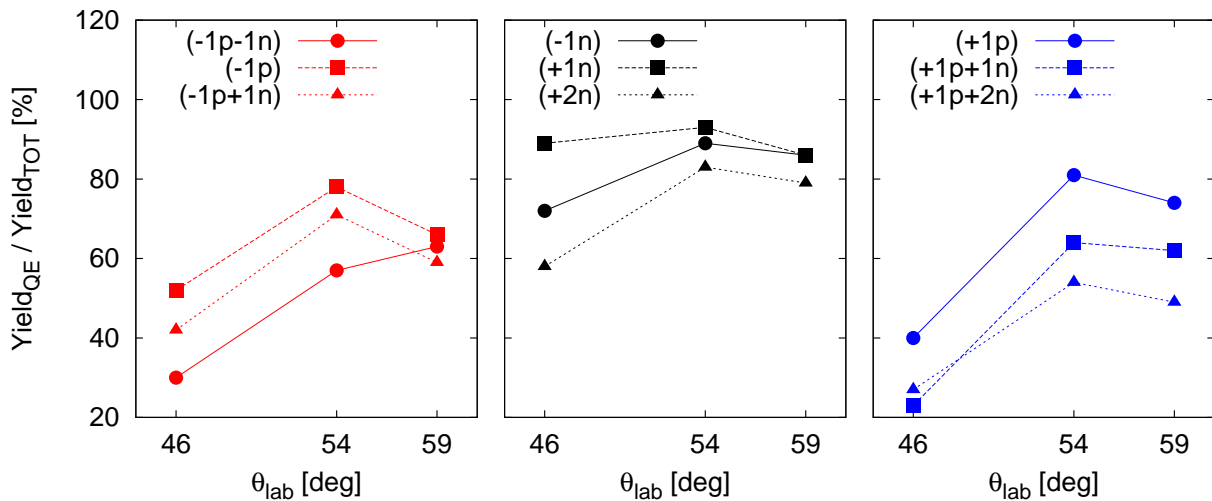 Yield_QE / Yield_TOT [%]
120
100
80
60
40
20
(-1p-1n)
(-1p)
(-1p+1n)
46 54 59
θ_lab [deg]
(-1n)
(+1n)
(+2n)
46 54 59
θ_lab [deg]
(+1p)
(+1p+1n)
(+1p+2n)
46 54 59
θ_lab [deg]